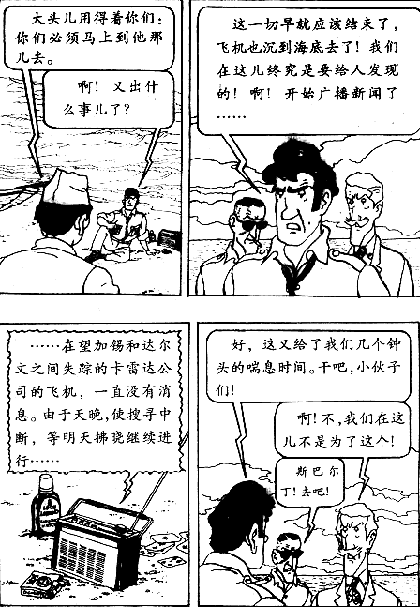 大头儿用得着你们:
你们必须马上到他那
儿去。
啊! 又出什
么事儿了?
这一切早就应该结束了,
飞机也沉到海底去了! 我们
在这儿终究是要给人发现
的! 啊! 开始广播新闻了
……
……在望加锡和达尔
文之间失踪的卡雷达公
司的飞机, 一直没有消
息。由于天晚,使搜寻中
断, 等明天拂晓继续进
行……
好, 这又给了我们几个钟
头的喘息时间。干吧,小伙子
们!
啊! 不,我们在这
儿不是为了这个!
斯巴尔
丁! 去吧!